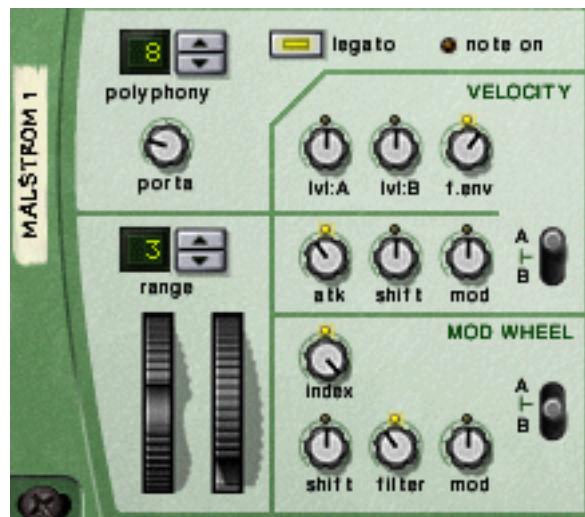 8
legato
note on
polyphony
VELOCITY
MALSTROM 1
porta
lvl:A
lvl:B
f.env
3
range
A
B
atk
shift
mod
MOD WHEEL
index
A
B
shift
filter
mod